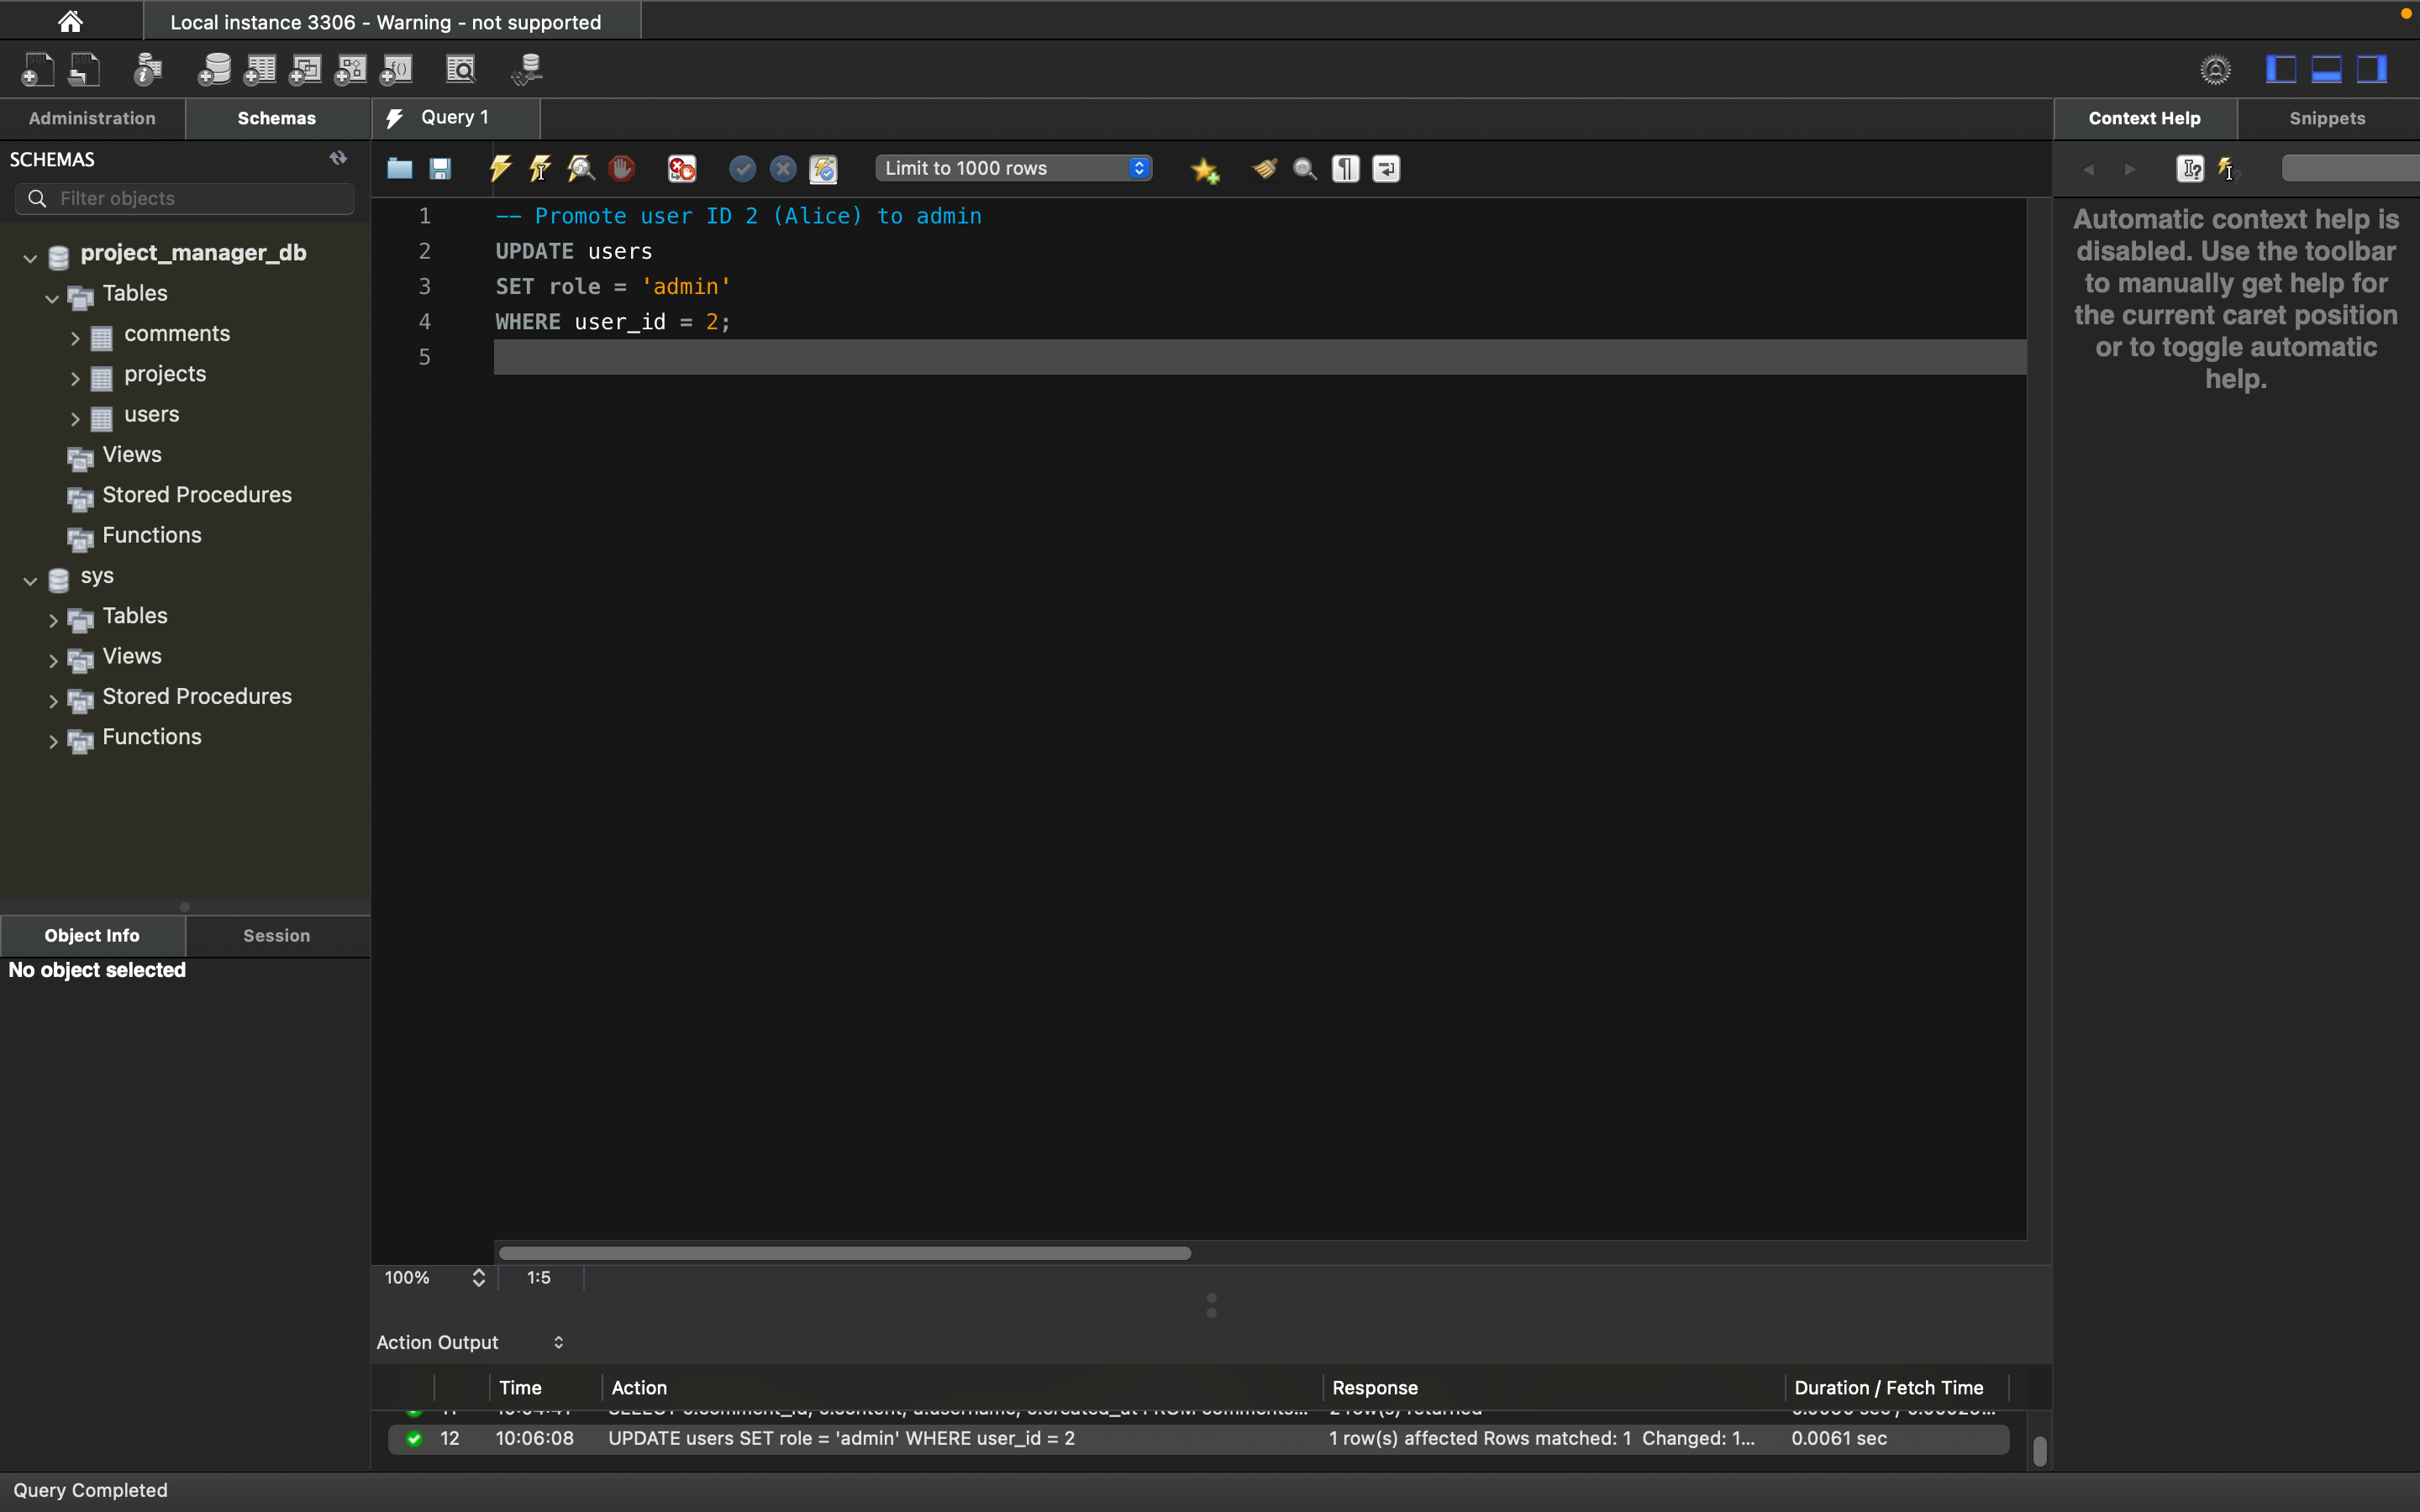 Local instance 3306 - Warning - not supported
Administration
Schemas
Query 1
Context Help
Snippets
SCHEMAS
Filter objects
Limit to 1000 rows
project_manager_db
Tables
comments
projects
users
Views
Stored Procedures
Functions
sys
Tables
Views
Stored Procedures
Functions
1 -- Promote user ID 2 (Alice) to admin
2 UPDATE users
3 SET role = 'admin'
4 WHERE user_id = 2;
5
Automatic context help is
disabled. Use the toolbar
to manually get help for
the current caret position
or to toggle automatic
help.
Object Info
Session
No object selected
100%
1:5
Action Output
Time Action Response Duration / Fetch Time
12 10:06:08 UPDATE users SET role = 'admin' WHERE user_id = 2 1 row(s) affected Rows matched: 1 Changed: 1... 0.0061 sec
Query Completed